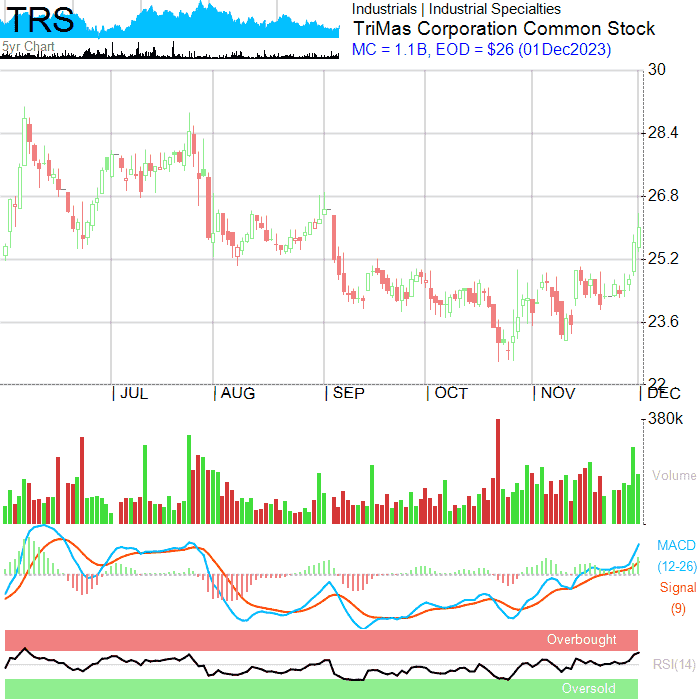 TRS
5yr Chart
Industrials | Industrial Specialties
TriMas Corporation Common Stock
MC = 1.1B, EOD = $26 (01Dec2023)
30
28.4
26.8
25.2
23.6
22
JUL AUG SEP OCT NOV DEC
380k
Volume
MACD
(12-26)
Signal
(9)
Overbought
RSI(14)
Oversold